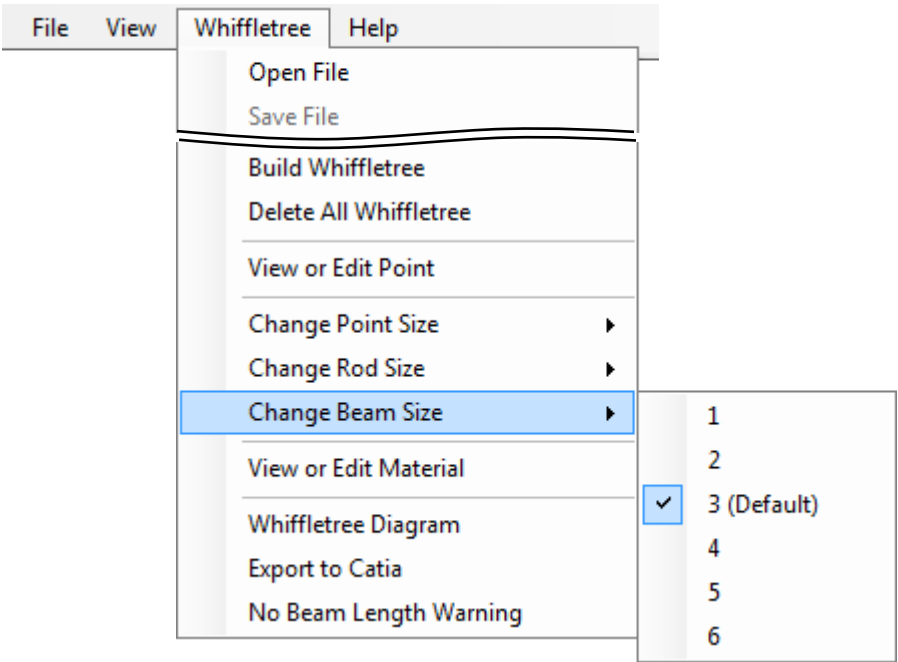 File View Whiffletree Help
Open File
Save File
Build Whiffletree
Delete All Whiffletree
View or Edit Point
Change Point Size
Change Rod Size
Change Beam Size
1
2
3 (Default)
4
5
6
View or Edit Material
Whiffletree Diagram
Export to Catia
No Beam Length Warning